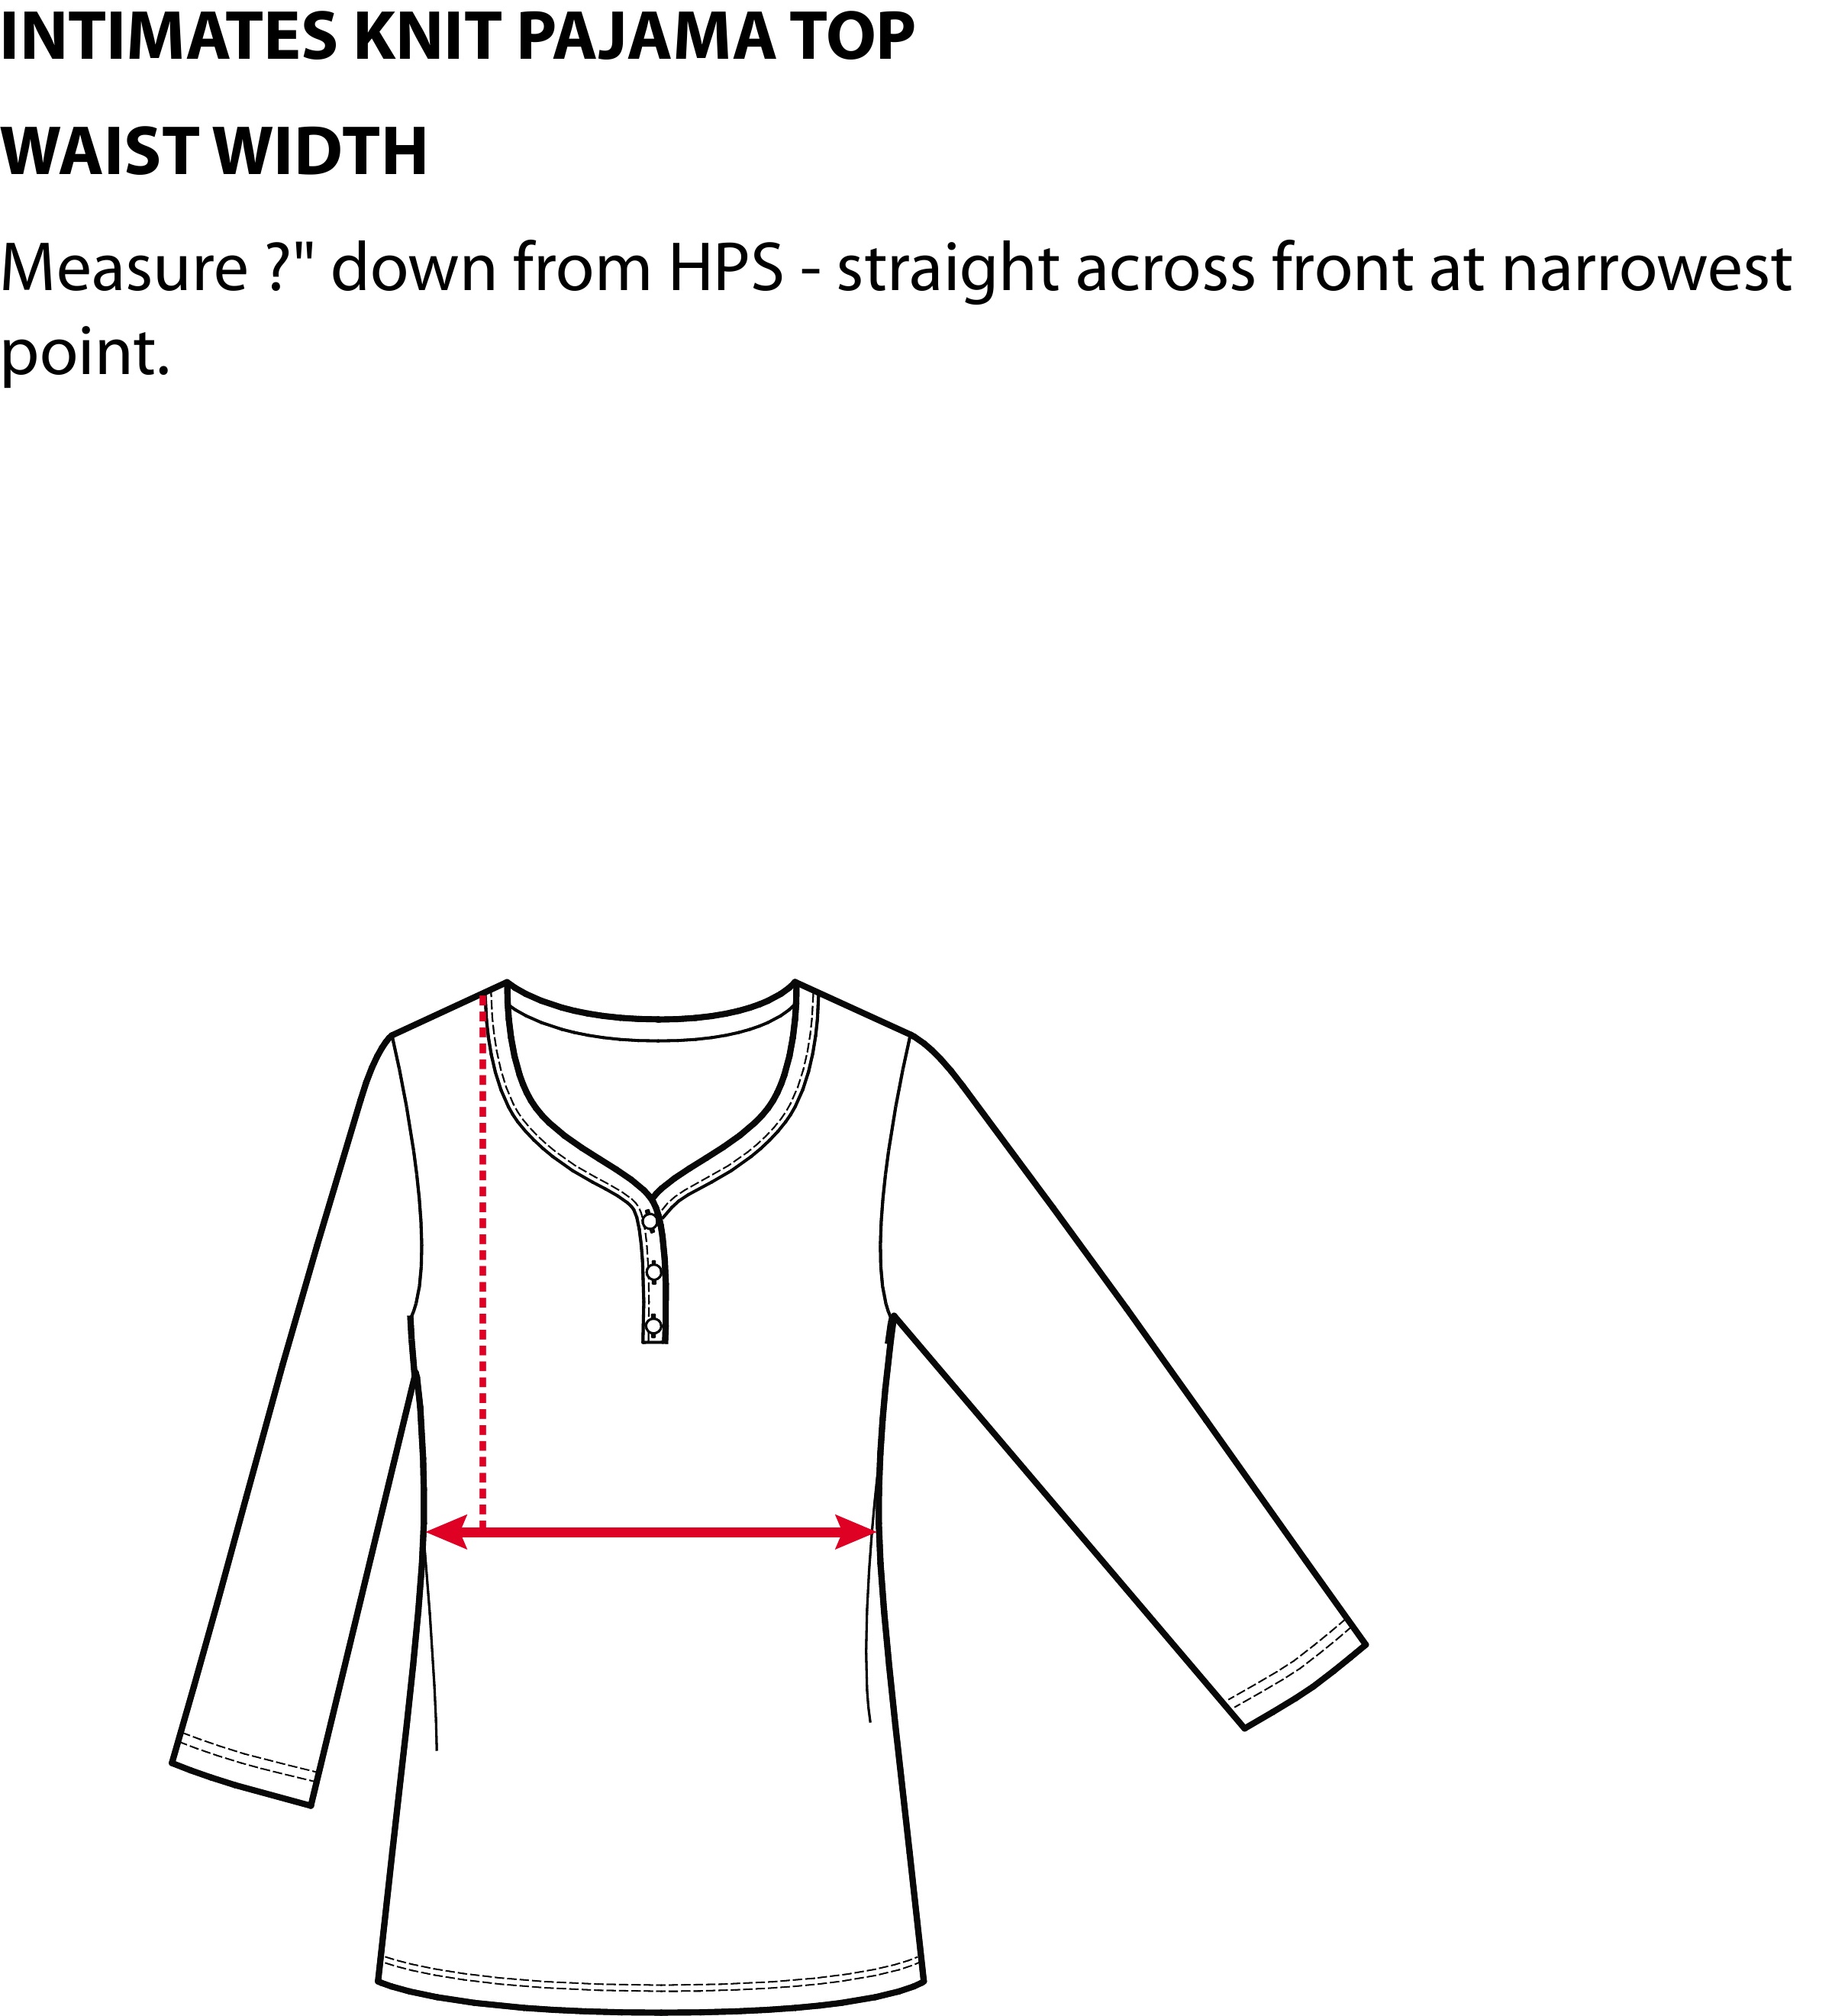 INTIMATES KNIT PAJAMA TOP
WAIST WIDTH
Measure ?" down from HPS - straight across front at narrowest
point.